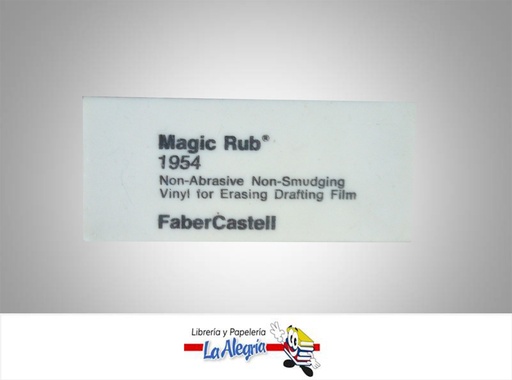 Magic Rub®
1954
Non-Abrasive Non-Smudging
Vinyl for Erasing Drafting Film
FaberCastell
Librería y Papelería
La Alegría